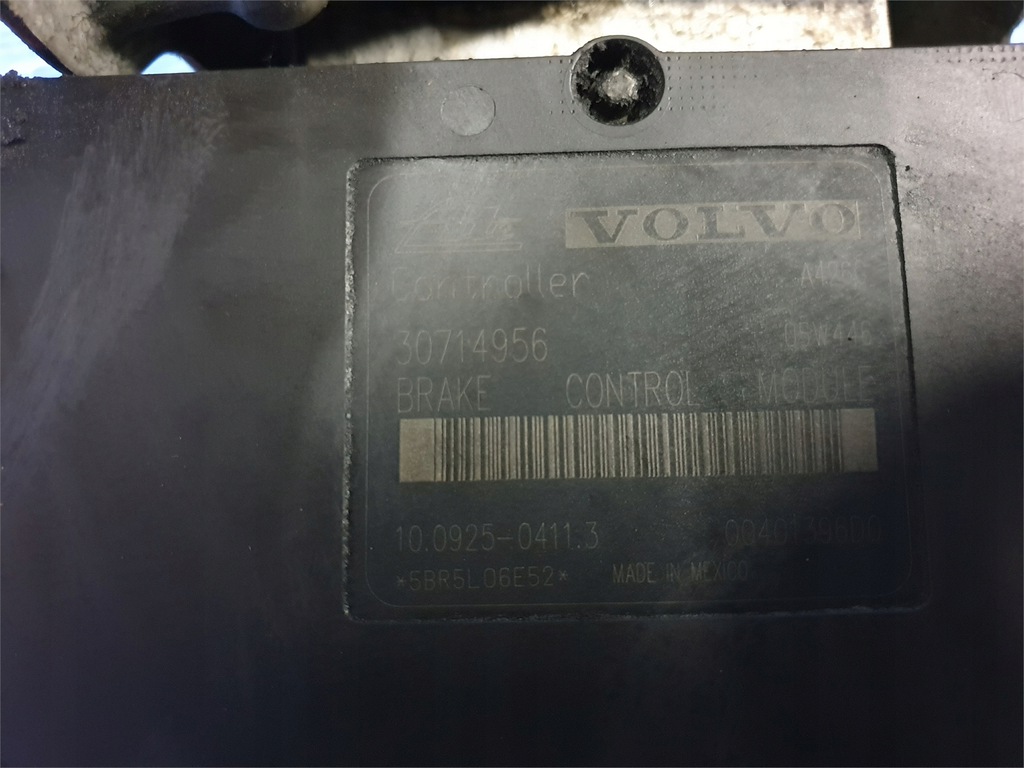 VOLVO
Controller
30714956
BRAKE CONTROL MODULE
10.0925-0411.3
*5BR5L06E52* MADE IN MEXICO